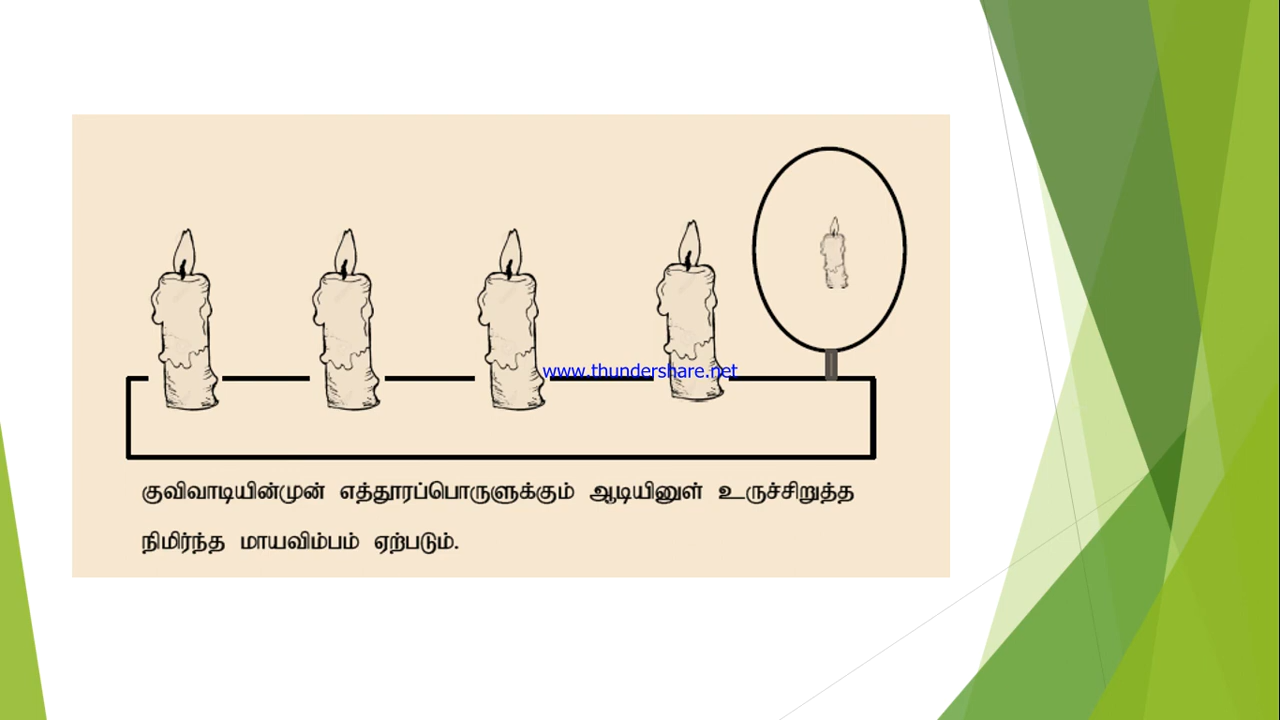 www.thundershare.net
குவிவாடியின்முன் எத்தூரப்பொருளுக்கும் ஆடியினுள் உருச்சிறுத்த
நிமிர்ந்த மாயவிம்பம் ஏற்படும்.